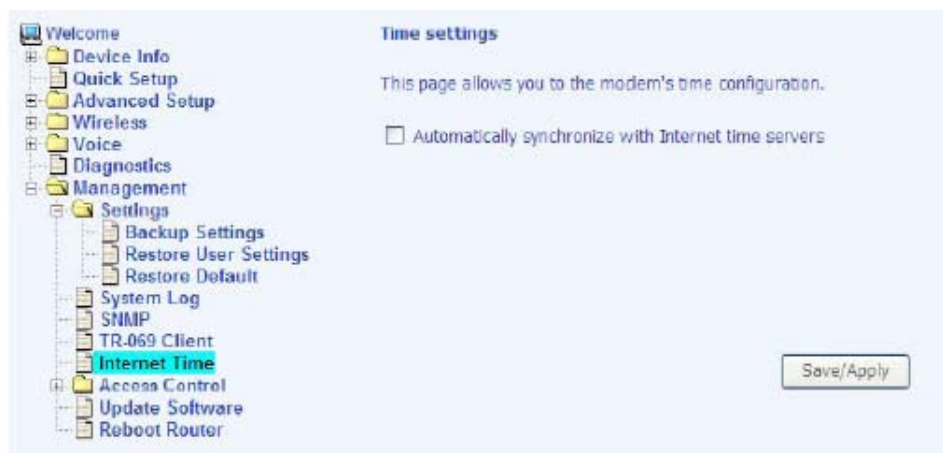 Welcome
Device Info
Quick Setup
Advanced Setup
Wireless
Voice
Diagnostics
Management
Settings
Backup Settings
Restore User Settings
Restore Default
System Log
SNMP
TR-069 Client
Internet Time
Access Control
Update Software
Reboot Router
Time settings
This page allows you to the modem's time configuration.
Automatically synchronize with Internet time servers
Save/Apply